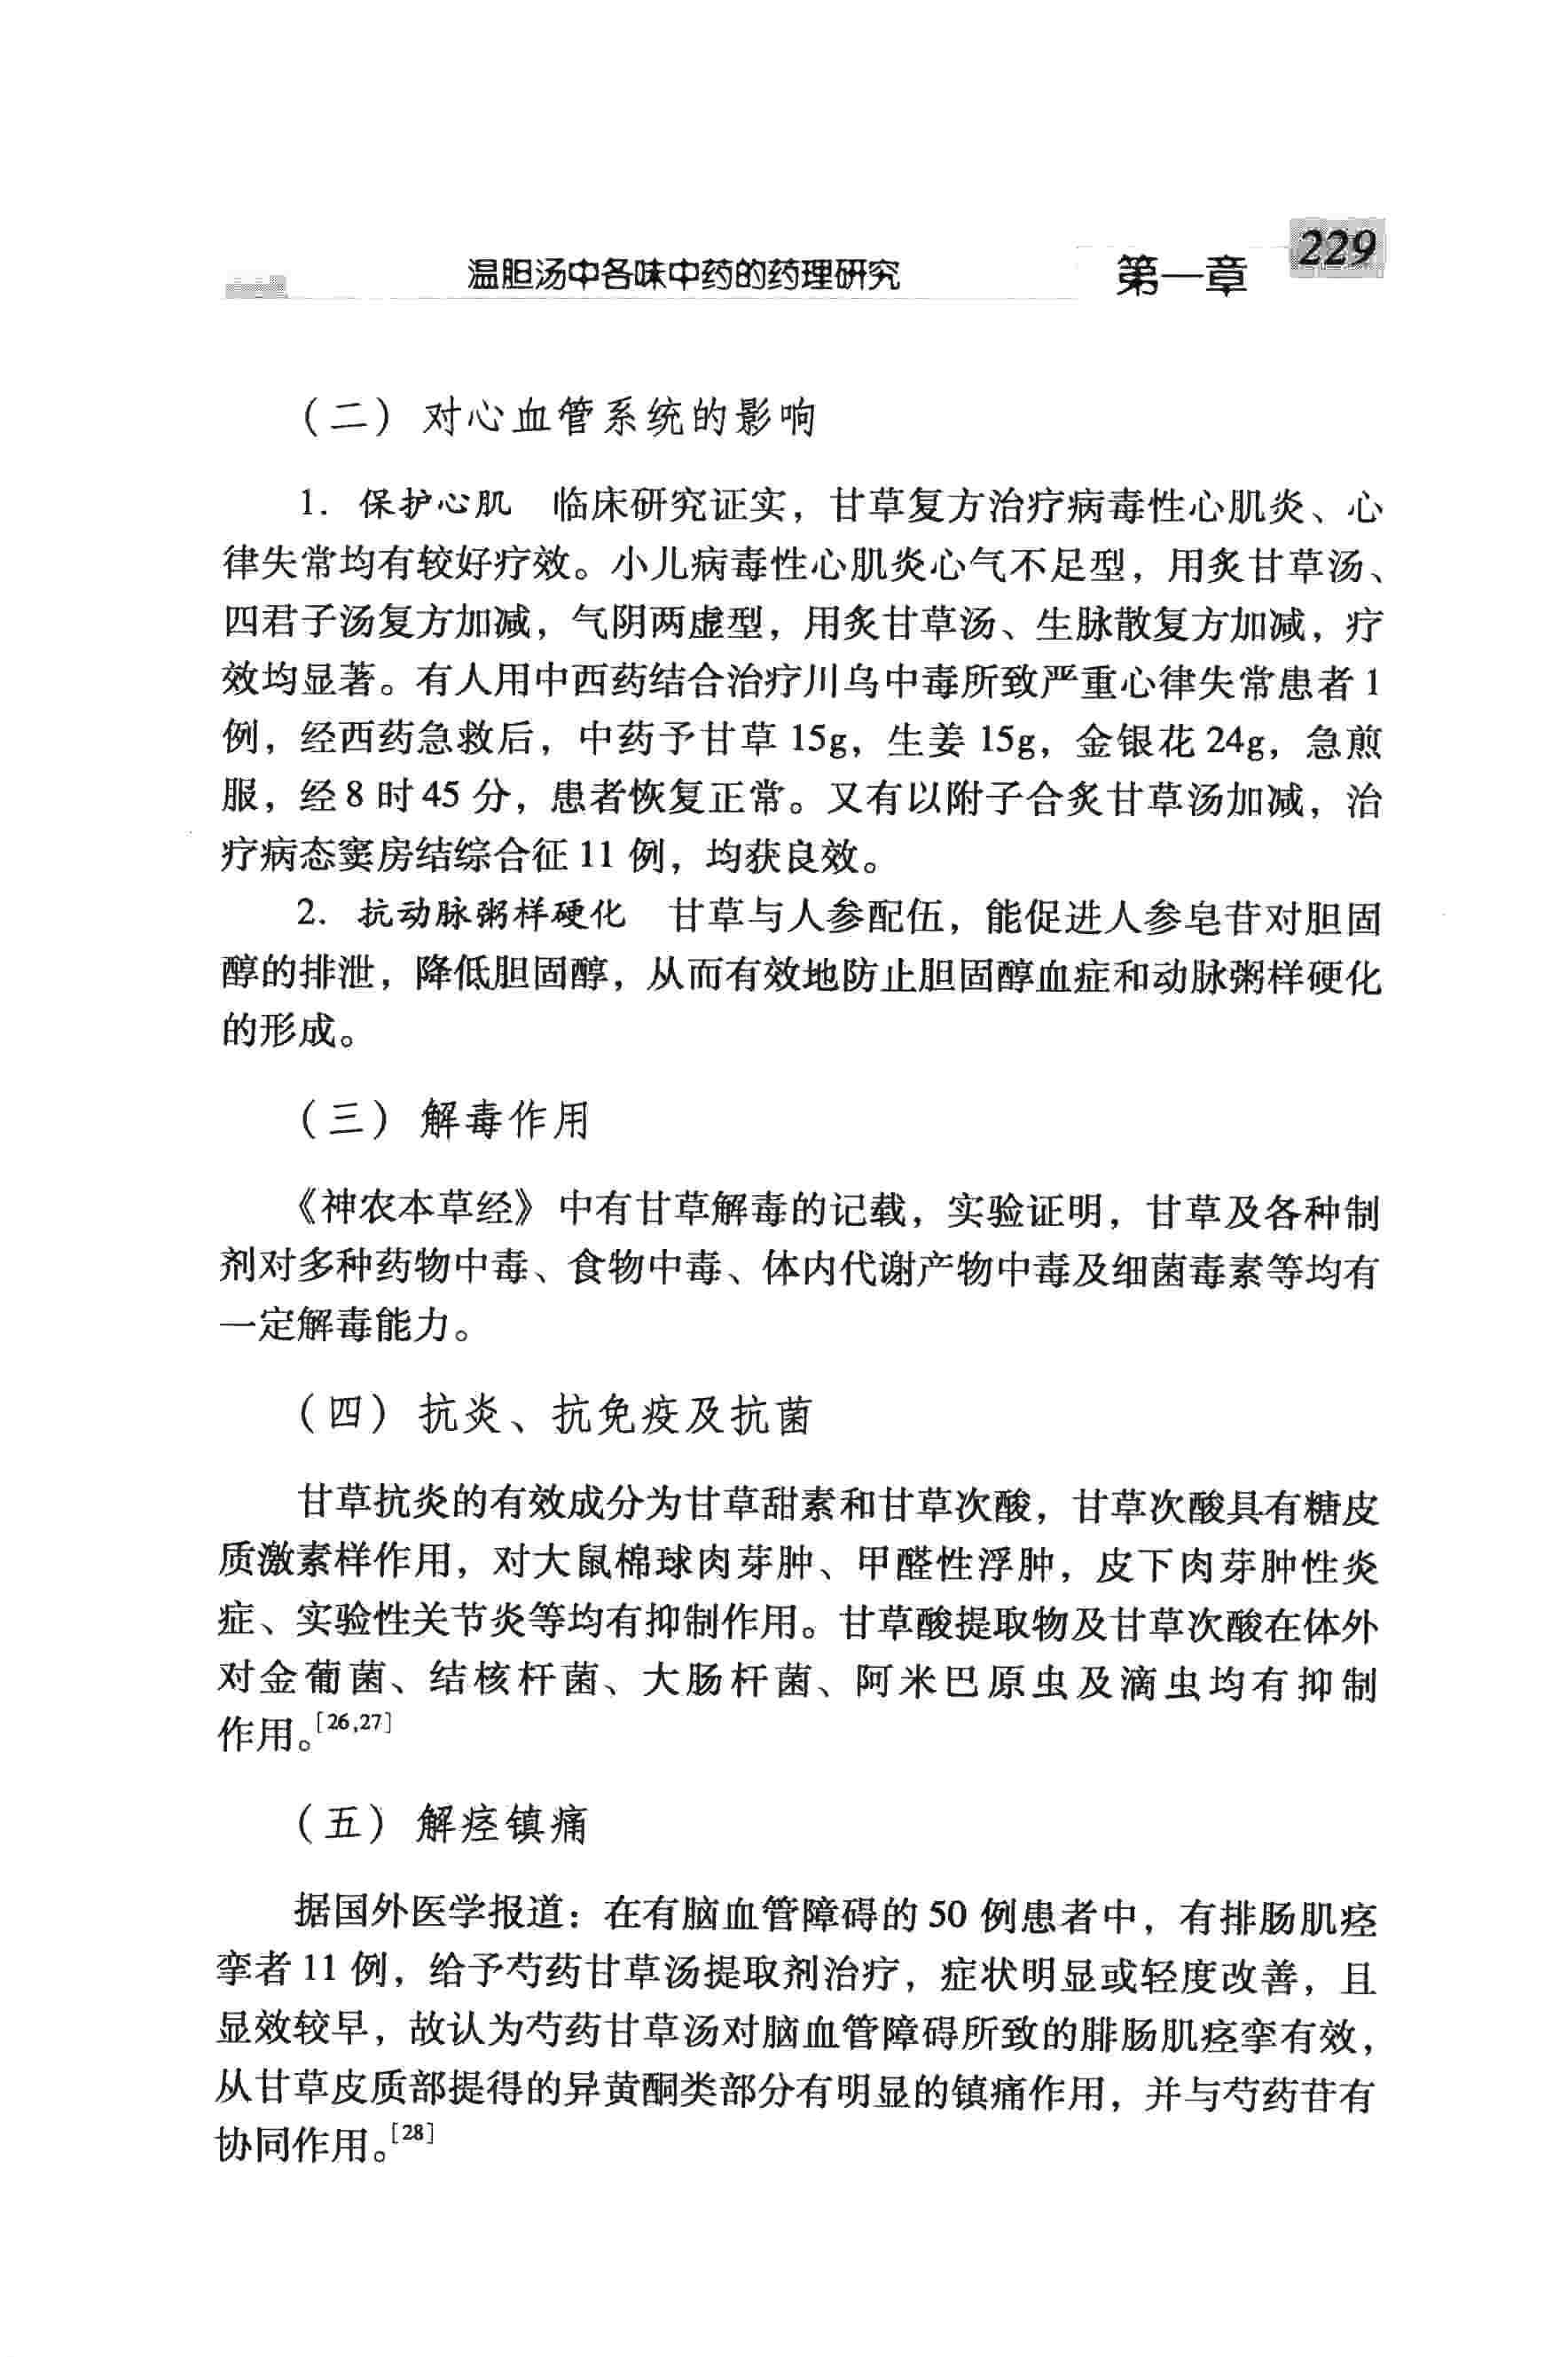 温胆汤中各味中药的药理研究 第一章 229
（二）对心血管系统的影响
1. 保护心肌 临床研究证实，甘草复方治疗病毒性心肌炎、心
律失常均有较好疗效。小儿病毒性心肌炎心气不足型，用炙甘草汤、
四君子汤复方加减，气阴两虚型，用炙甘草汤、生脉散复方加减，疗
效均显著。有人用中西药结合治疗川乌中毒所致严重心律失常患者1
例，经西药急救后，中药予甘草15g，生姜15g，金银花24g，急煎
服，经8时45分，患者恢复正常。又有以附子合炙甘草汤加减，治
疗病态窦房结综合征11例，均获良效。
2. 抗动脉粥样硬化 甘草与人参配伍，能促进人参皂苷对胆固
醇的排泄，降低胆固醇，从而有效地防止胆固醇血症和动脉粥样硬化
的形成。
（三）解毒作用
《神农本草经》中有甘草解毒的记载，实验证明，甘草及各种制
剂对多种药物中毒、食物中毒、体内代谢产物中毒及细菌毒素等均有
一定解毒能力。
（四）抗炎、抗免疫及抗菌
甘草抗炎的有效成分为甘草甜素和甘草次酸，甘草次酸具有糖皮
质激素样作用，对大鼠棉球肉芽肿、甲醛性浮肿，皮下肉芽肿性炎
症、实验性关节炎等均有抑制作用。甘草酸提取物及甘草次酸在体外
对金葡菌、结核杆菌、大肠杆菌、阿米巴原虫及滴虫均有抑制
作用。[26,27]
（五）解痉镇痛
据国外医学报道：在有脑血管障碍的50例患者中，有排肠肌痉
挛者11例，给予芍药甘草汤提取剂治疗，症状明显或轻度改善，且
显效较早，故认为芍药甘草汤对脑血管障碍所致的腓肠肌痉挛有效，
从甘草皮质部提得的异黄酮类部分有明显的镇痛作用，并与芍药苷有
协同作用。[28]